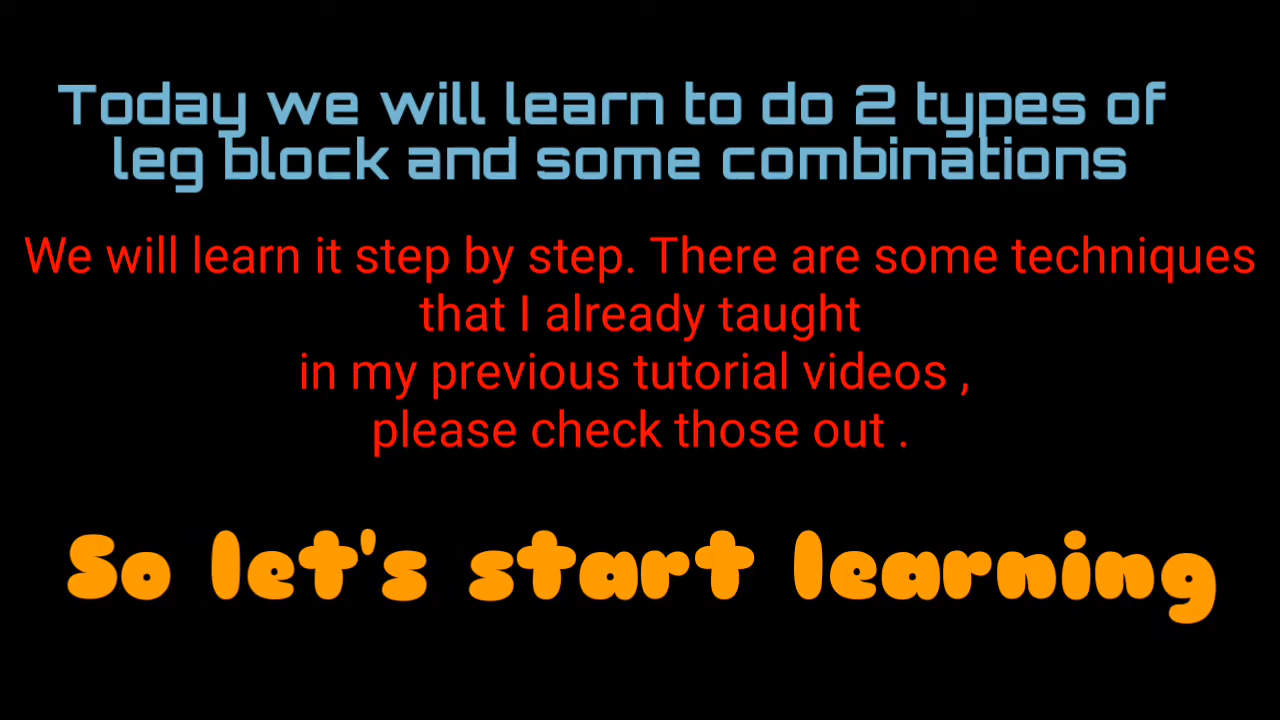 Today we will learn to do 2 types of
leg block and some combinations
We will learn it step by step. There are some techniques
that I already taught
in my previous tutorial videos ,
please check those out .
So let's start learning